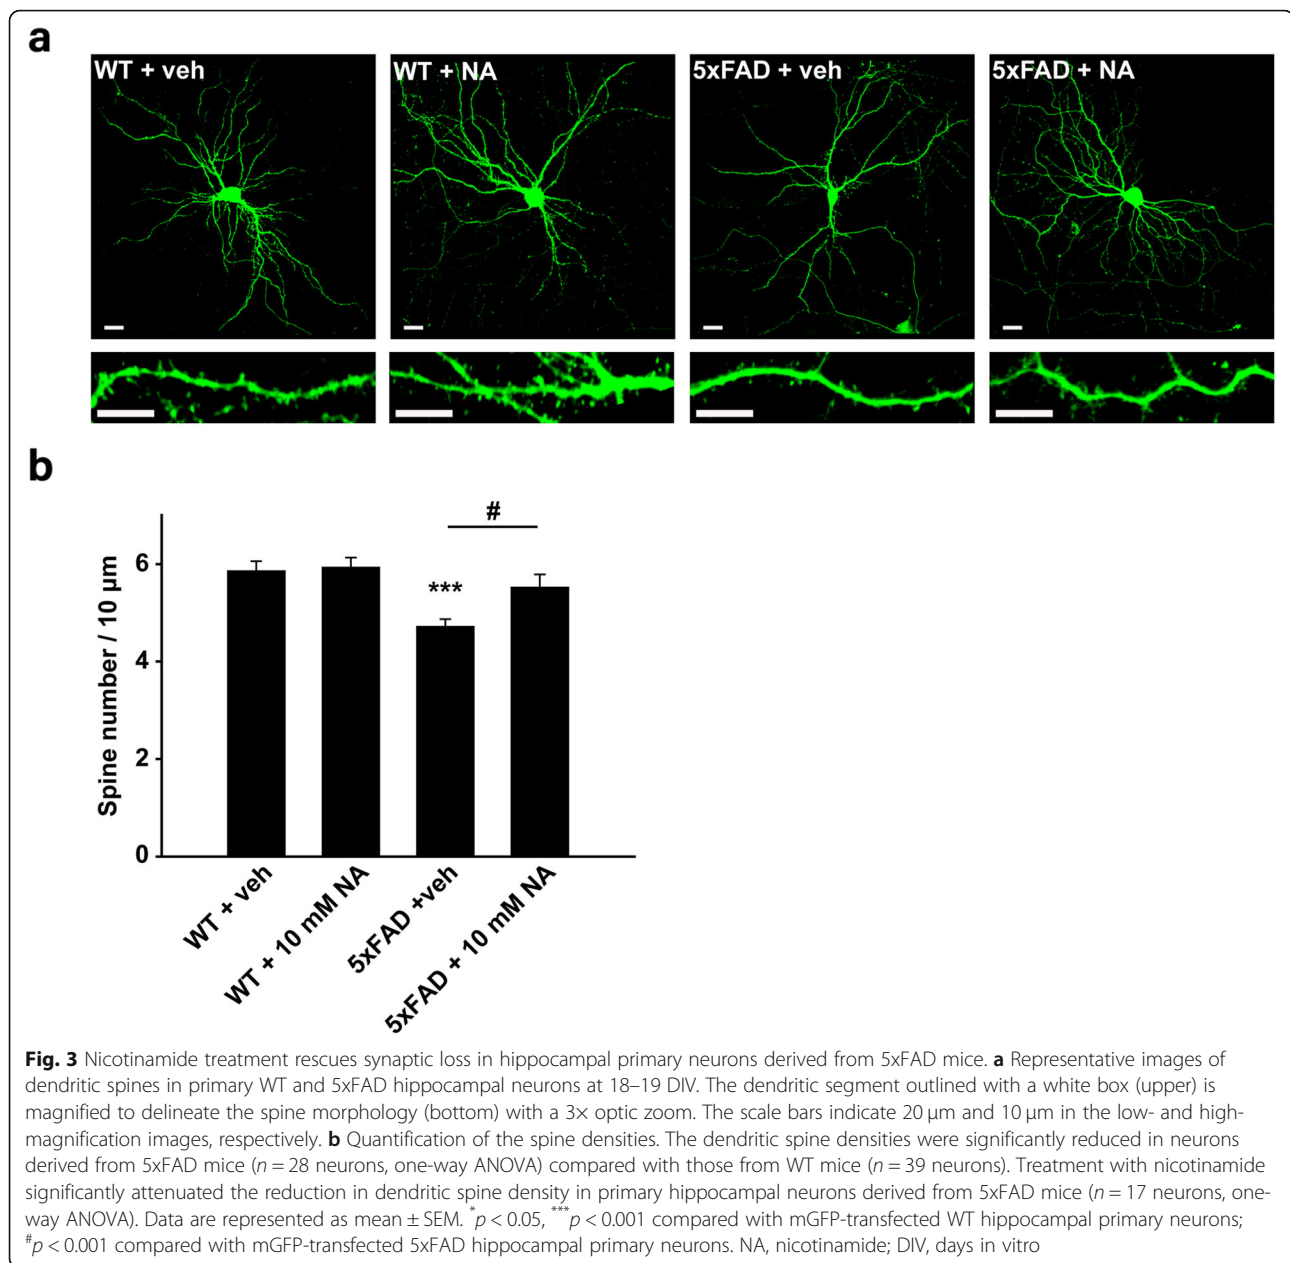 a
WT + veh
WT + NA
5xFAD + veh
5xFAD + NA
b
#
***
6
4
2
0
Spine number / 10 µm
WT + veh
WT + 10 mM NA
5xFAD +veh
5xFAD + 10 mM NA
Fig. 3 Nicotinamide treatment rescues synaptic loss in hippocampal primary neurons derived from 5xFAD mice. a Representative images of
dendritic spines in primary WT and 5xFAD hippocampal neurons at 18–19 DIV. The dendritic segment outlined with a white box (upper) is
magnified to delineate the spine morphology (bottom) with a 3× optic zoom. The scale bars indicate 20 μm and 10 μm in the low- and high-
magnification images, respectively. b Quantification of the spine densities. The dendritic spine densities were significantly reduced in neurons
derived from 5xFAD mice (n = 28 neurons, one-way ANOVA) compared with those from WT mice (n = 39 neurons). Treatment with nicotinamide
significantly attenuated the reduction in dendritic spine density in primary hippocampal neurons derived from 5xFAD mice (n = 17 neurons, one-
way ANOVA). Data are represented as mean ± SEM. *p < 0.05, ***p < 0.001 compared with mGFP-transfected WT hippocampal primary neurons;
#p < 0.001 compared with mGFP-transfected 5xFAD hippocampal primary neurons. NA, nicotinamide; DIV, days in vitro